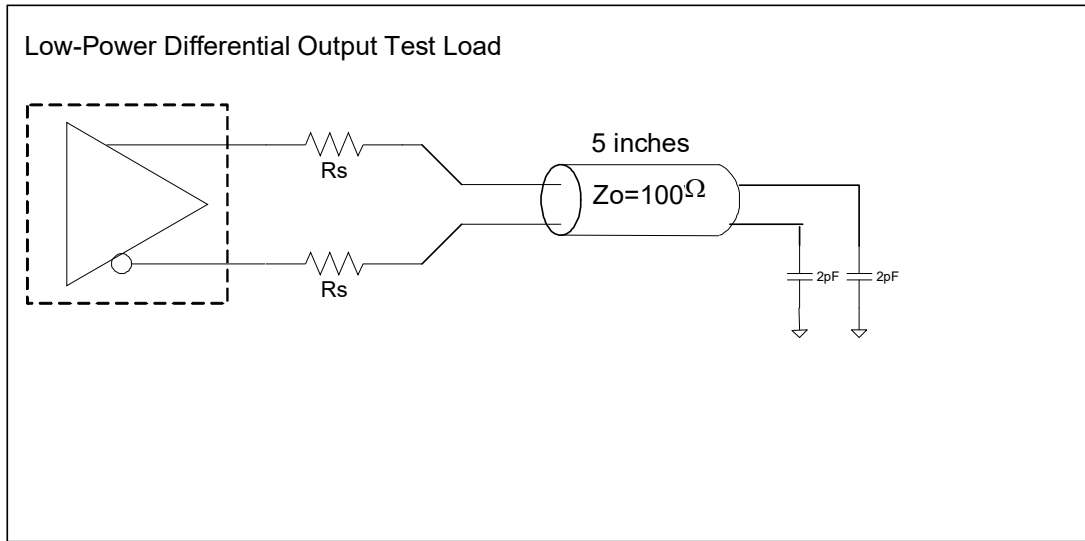 Low-Power Differential Output Test Load
Rs
Rs
5 inches
Zo=100Ω
2pF
2pF